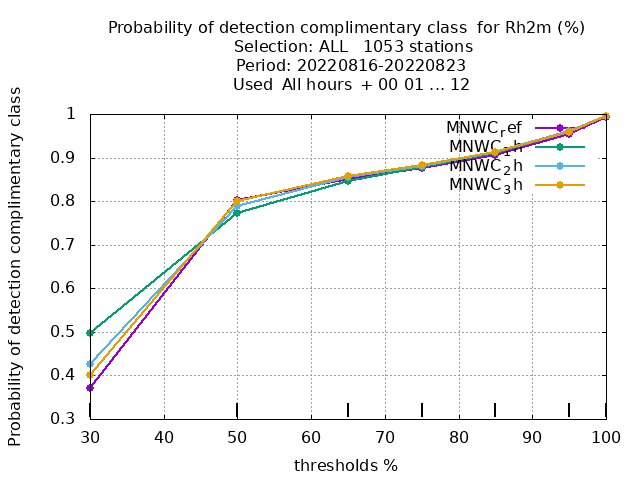 Probability of detection complimentary class for Rh2m (%)
Selection: ALL 1053 stations
Period: 20220816-20220823
Used All hours + 00 01 ... 12
Probability of detection complimentary class
1
0.9
0.8
0.7
0.6
0.5
0.4
0.3
MNWC_ref
MNWC_1h
MNWC_2h
MNWC_3h
30 40 50 60 70 80 90 100
thresholds %